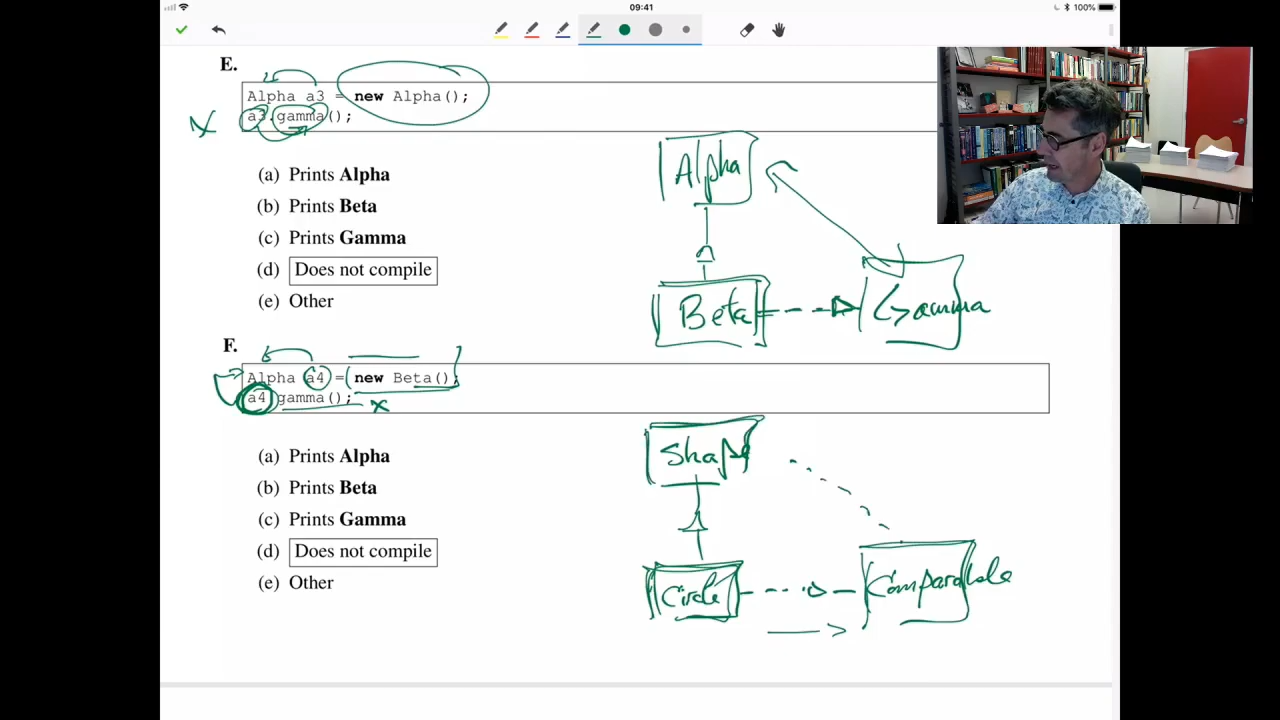 09:41
100%
E.
Alpha a3 = new Alpha();
a3.gamma();
(a) Prints Alpha
(b) Prints Beta
(c) Prints Gamma
(d) Does not compile
(e) Other
Alpha
Beta
Gamma
F.
Alpha a4 = new Beta();
a4.gamma();
(a) Prints Alpha
(b) Prints Beta
(c) Prints Gamma
(d) Does not compile
(e) Other
Shape
Circle
Comparable